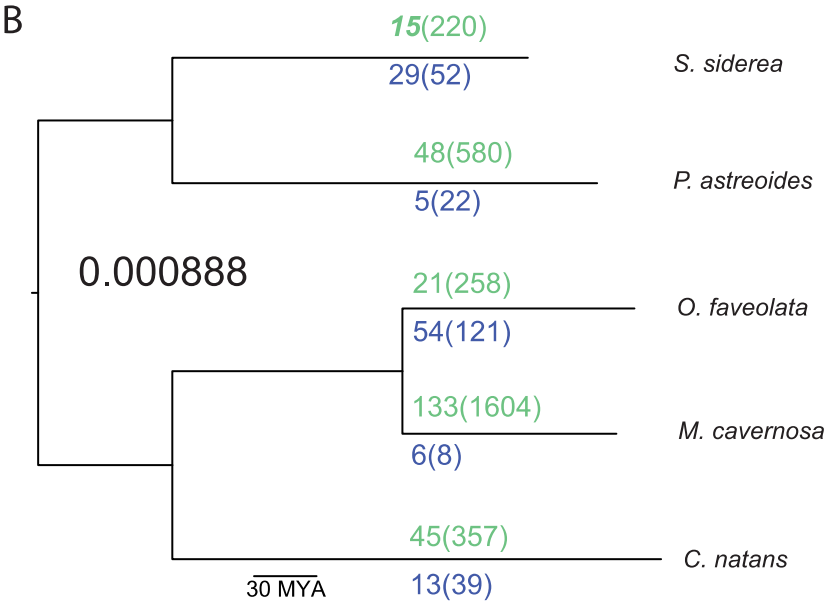 B
15(220)
S. siderea
29(52)
48(580)
P. astreoides
5(22)
0.000888
21(258)
O. faveolata
54(121)
133(1604)
M. cavernosa
6(8)
45(357)
C. natans
13(39)
30 MYA